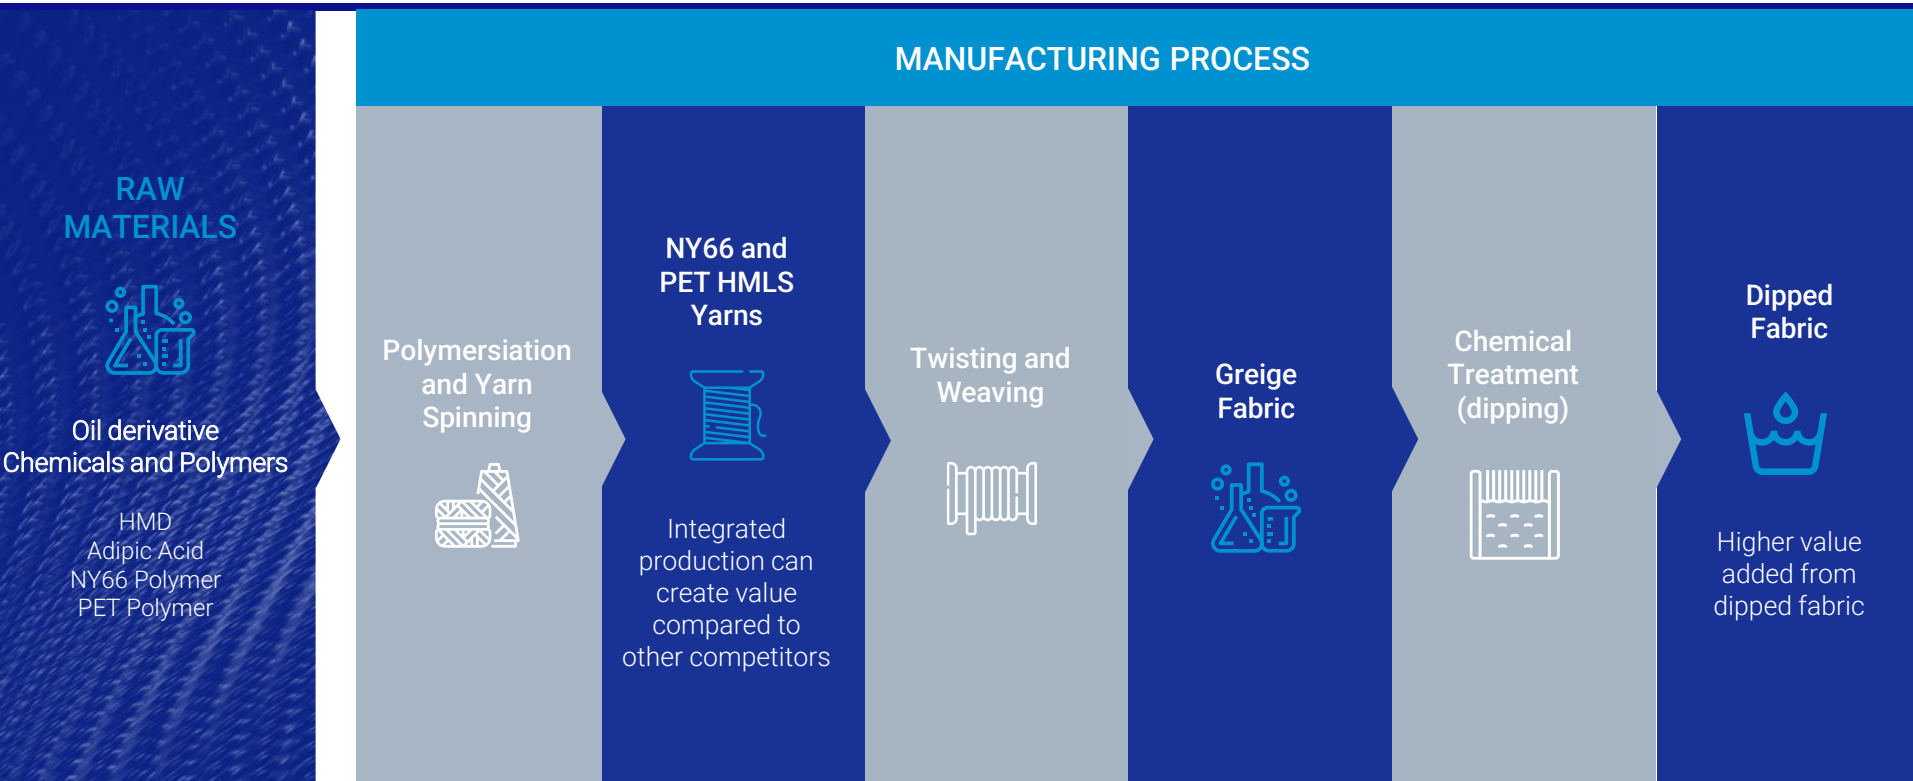 MANUFACTURING PROCESS
RAW
MATERIALS
Oil derivative
Chemicals and Polymers
HMD
Adipic Acid
NY66 Polymer
PET Polymer
Polymersiation
and Yarn
Spinning
NY66 and
PET HMLS
Yarns
Integrated
production can
create value
compared to
other competitors
Twisting and
Weaving
Greige
Fabric
Chemical
Treatment
(dipping)
Dipped
Fabric
Higher value
added from
dipped fabric